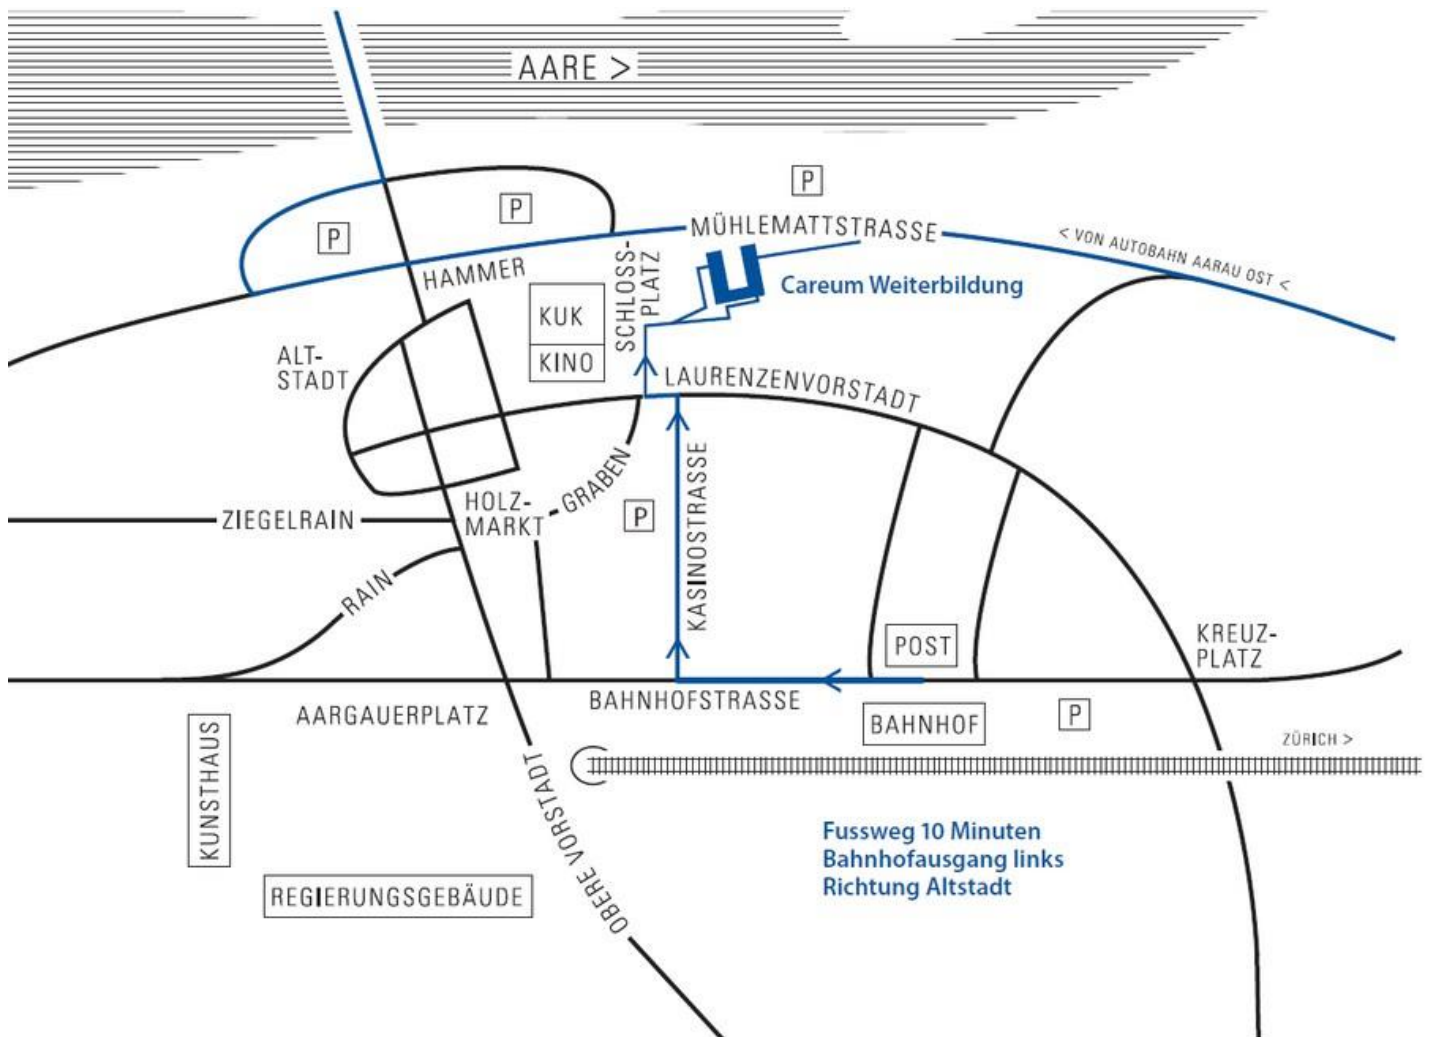 AARE >
P
P
P
MÜHLEMATTSTRASSE
< VON AUTOBAHN AARAU OST <
HAMMER
SCHLOSS-
PLATZ
Careum Weiterbildung
KUK
KINO
ALT-
STADT
LAURENZENVORSTADT
KASINOSTRASSE
GRABEN
HOLZ-
MARKT
P
ZIEGELRAIN
RAIN
POST
KREUZ-
PLATZ
BAHNHOFSTRASSE
AARGAUERPLATZ
BAHNHOF
P
KUNSTHAUS
ZÜRICH >
OBERE VORSTADT
Fussweg 10 Minuten
Bahnhofausgang links
Richtung Altstadt
REGIERUNGSGEBÄUDE